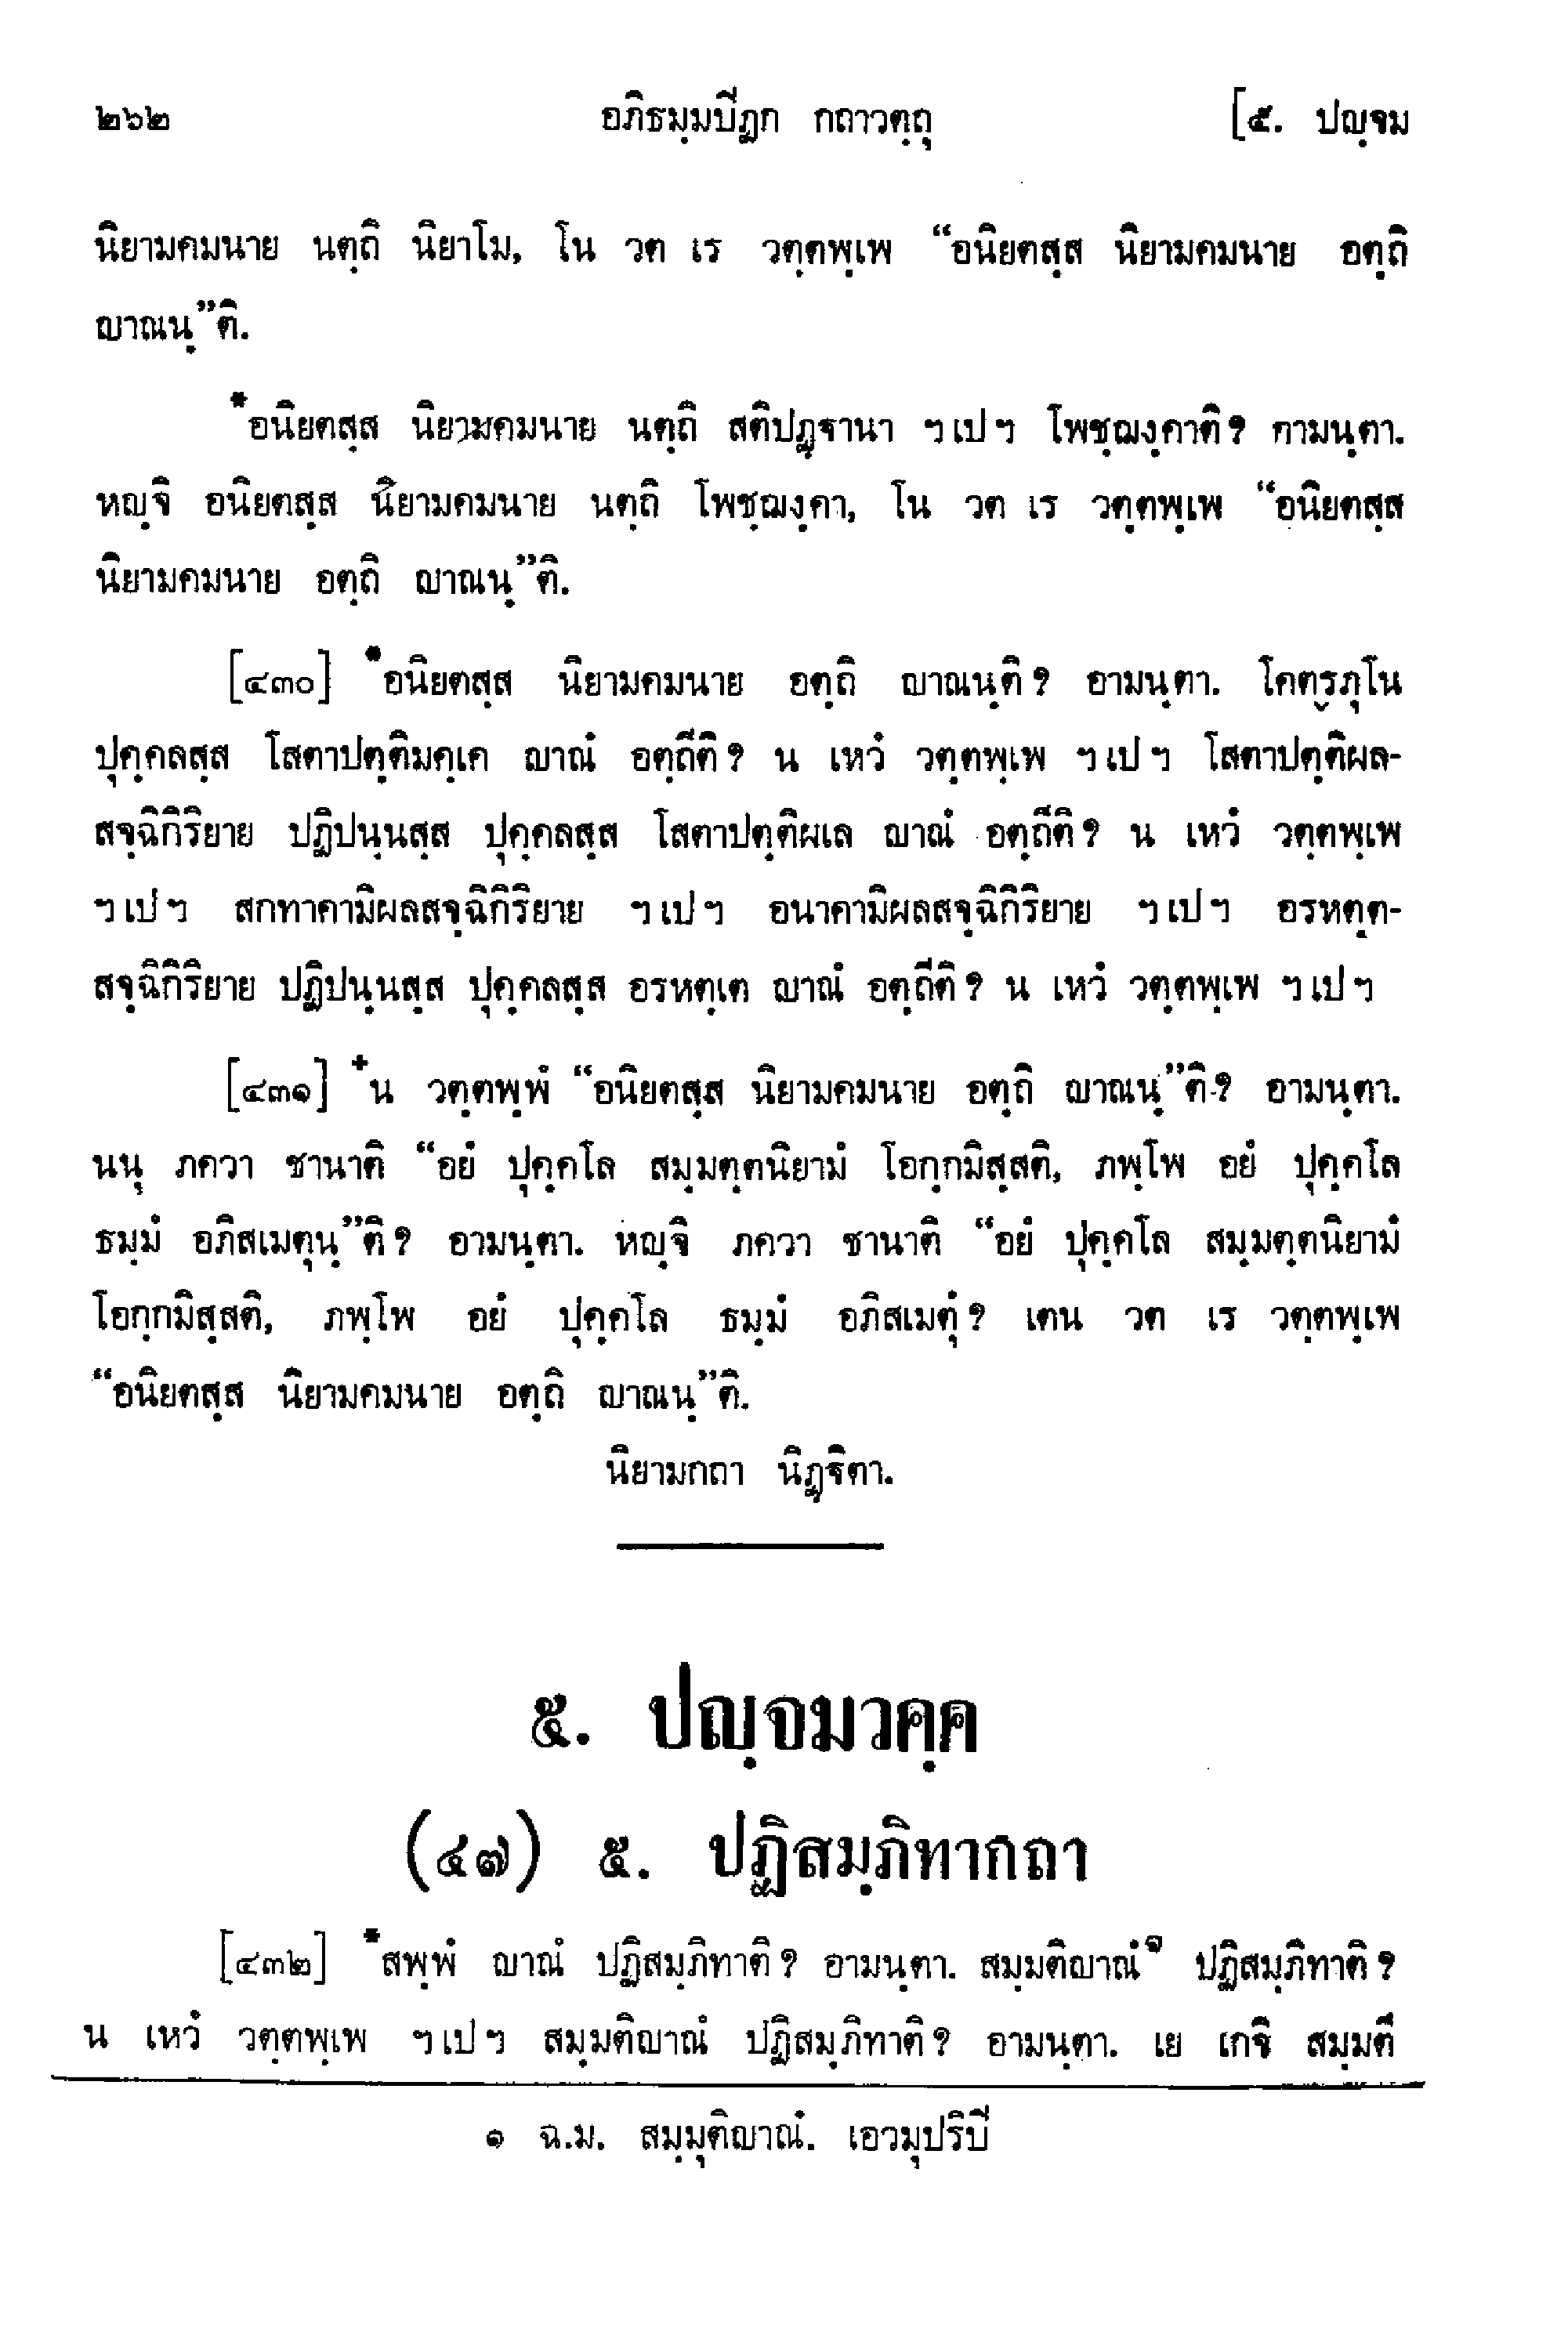 ๒๖๒ อภิธมฺมปิฏก กถาวตฺถุ [๕. ปญฺจม
นิยามคมนาย นตฺถิ นิยาโม, โน วต เร วตฺตพฺเพ “อนิยตสฺส นิยามคมนาย อตฺถิ
ญาณนฺ”ติ.
*อนิยตสฺส นิยามคมนาย นตฺถิ สติปฏฺฐานา ฯเปฯ โพชฺฌงฺคาติ? กามนฺตา.
หญฺจิ อนิยตสฺส นิยามคมนาย นตฺถิ โพชฺฌงฺคา, โน วต เร วตฺตพฺเพ “อนิยตสฺส
นิยามคมนาย อตฺถิ ญาณนฺ”ติ.
[๔๓๐] *อนิยตสฺส นิยามคมนาย อตฺถิ ญาณนฺติ? อามนฺตา. โคตฺรภุโน
ปุคฺคลสฺส โสตาปตฺติมคฺเค ญาณํ อตฺถีติ? น เหวํ วตฺตพฺเพ ฯเปฯ โสตาปตฺติผล-
สจฺฉิกิริยาย ปฏิปนฺนสฺส ปุคฺคลสฺส โสตาปตฺติผเล ญาณํ อตฺถีติ? น เหวํ วตฺตพฺเพ
ฯเปฯ สกทาคามิผลสจฺฉิกิริยาย ฯเปฯ อนาคามิผลสจฺฉิกิริยาย ฯเปฯ อรหตฺต-
สจฺฉิกิริยาย ปฏิปนฺนสฺส ปุคฺคลสฺส อรหตฺเต ญาณํ อตฺถีติ? น เหวํ วตฺตพฺเพ ฯเปฯ
[๔๓๑] +น วตฺตพฺพํ “อนิยตสฺส นิยามคมนาย อตฺถิ ญาณนฺ”ติ? อามนฺตา.
นนุ ภควา ชานาติ “อยํ ปุคฺคโล สมฺมตฺตนิยามํ โอกฺกมิสฺสติ, ภพฺโพ อยํ ปุคฺคโล
ธมฺมํ อภิสเมตุนฺ”ติ? อามนฺตา. หญฺจิ ภควา ชานาติ “อยํ ปุคฺคโล สมฺมตฺตนิยามํ
โอกฺกมิสฺสติ, ภพฺโพ อยํ ปุคฺคโล ธมฺมํ อภิสเมตุํ? เตน วต เร วตฺตพฺเพ
“อนิยตสฺส นิยามคมนาย อตฺถิ ญาณนฺ”ติ.
นิยามกถา นิฏฺฐิตา.
๕. ปญฺจมวคฺค
(๔๗) ๕. ปฏิสมฺภิทากถา
[๔๓๒] *สพฺพํ ญาณํ ปฏิสมฺภิทาติ? อามนฺตา. สมฺมติญาณํ๑ ปฏิสมฺภิทาติ?
น เหวํ วตฺตพฺเพ ฯเปฯ สมฺมติญาณํ ปฏิสมฺภิทาติ? อามนฺตา. เย เกจิ สมฺมตึ
๑ ฉ.ม. สมฺมุติญาณํ. เอวมุปริปิ